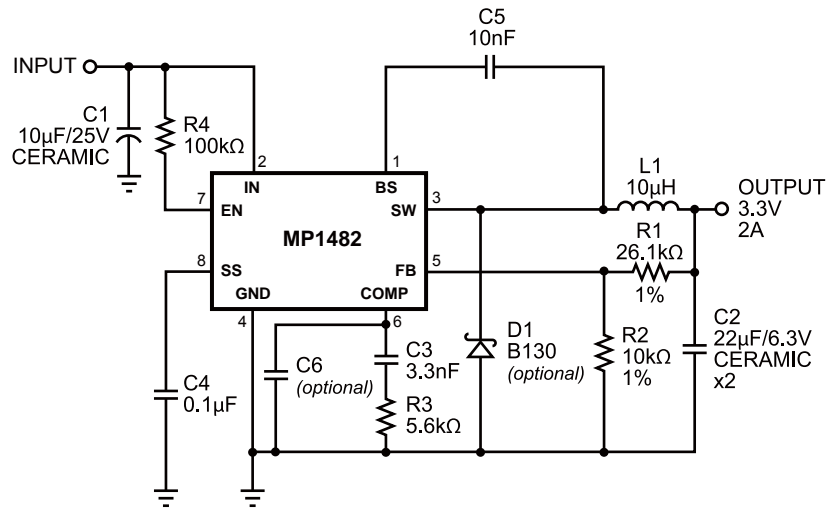 C5
10nF
INPUT
C1
10µF/25V
CERAMIC
R4
100kΩ
2
1
IN
BS
L1
10µH
OUTPUT
3.3V
2A
7
EN
SW
3
MP1482
R1
26.1kΩ
1%
8
SS
FB
5
GND
COMP
4
6
C4
0.1µF
C6
(optional)
C3
3.3nF
R3
5.6kΩ
D1
B130
(optional)
R2
10kΩ
1%
C2
22µF/6.3V
CERAMIC
x2